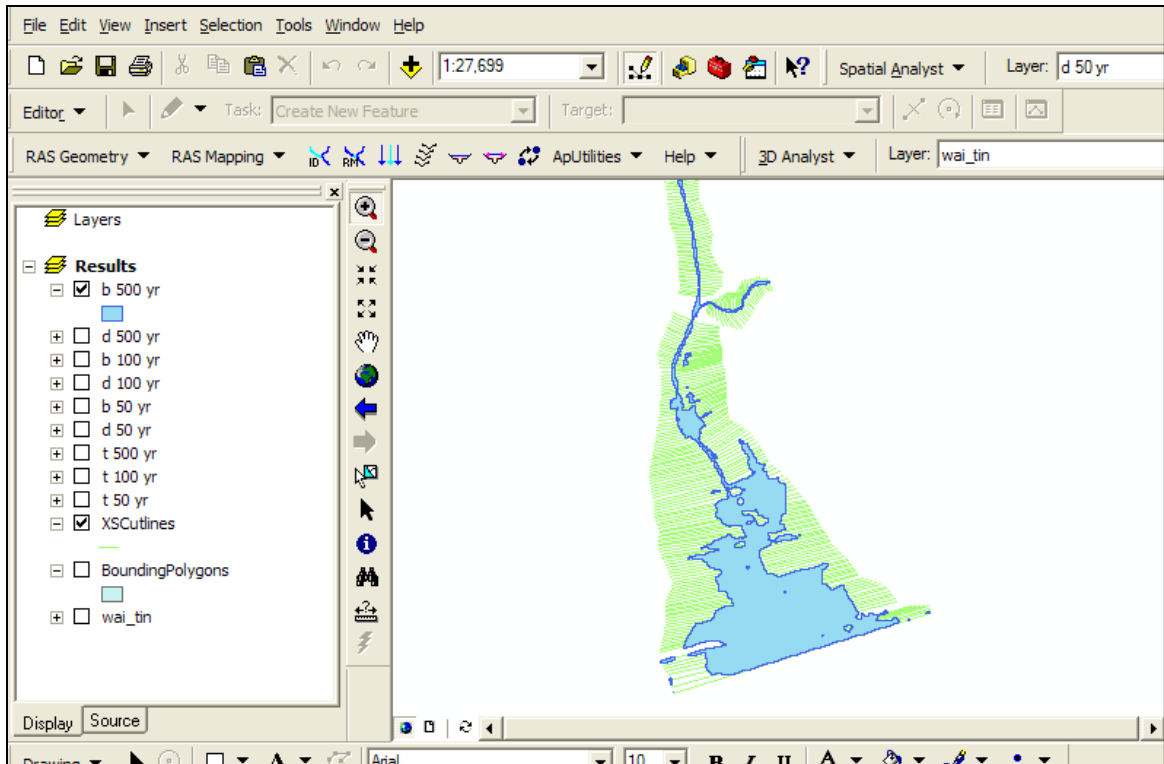 File Edit View Insert Selection Tools Window Help
1:27,699 Spatial Analyst Layer: d 50 yr
Editor Task: Create New Feature Target:
RAS Geometry RAS Mapping ID RM ApUtilities Help 3D Analyst Layer: wai_tin
Layers
Results
b 500 yr
d 500 yr
b 100 yr
d 100 yr
b 50 yr
d 50 yr
t 500 yr
t 100 yr
t 50 yr
XSCutlines
BoundingPolygons
wai_tin
Display Source
Drawing A Arial 10 B I U A